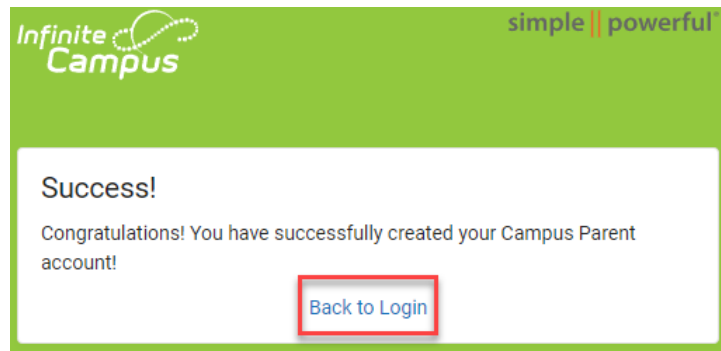 Infinite
Campus
simple || powerful®
Success!
Congratulations! You have successfully created your Campus Parent
account!
Back to Login